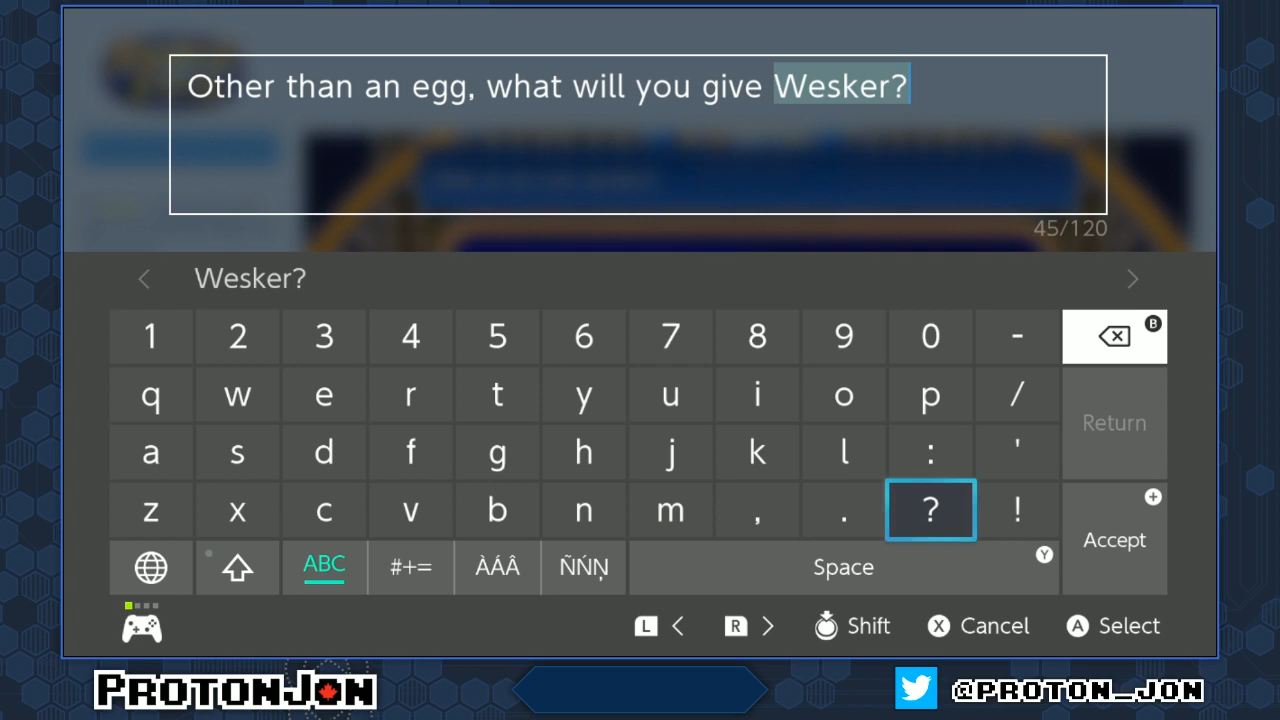 Other than an egg, what will you give Wesker?
45/120
Wesker?
1 2 3 4 5 6 7 8 9 0 - B
q w e r t y u i o p /
Return
a s d f g h j k l : '
z x c v b n m , . ? ! +
Accept
ABC #+= ÀÁÂ ÑŃŅ Space Y
L < R > Shift X Cancel A Select
PROTONJON
@PROTON_JON